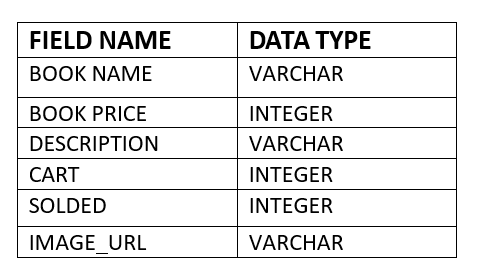 FIELD NAME DATA TYPE
BOOK NAME VARCHAR
BOOK PRICE INTEGER
DESCRIPTION VARCHAR
CART INTEGER
SOLDED INTEGER
IMAGE_URL VARCHAR